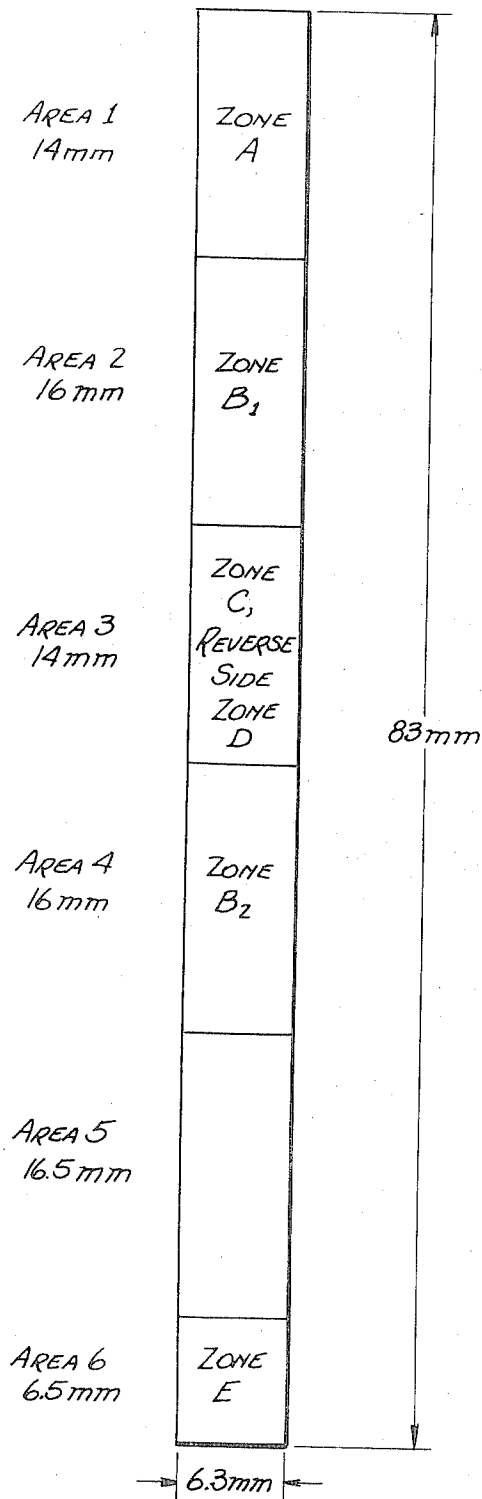 AREA 1
14mm
ZONE
A
AREA 2
16mm
ZONE
B1
AREA 3
14mm
ZONE
C,
REVERSE
SIDE
ZONE
D
83mm
AREA 4
16mm
ZONE
B2
AREA 5
16.5mm
AREA 6
6.5mm
ZONE
E
6.3mm